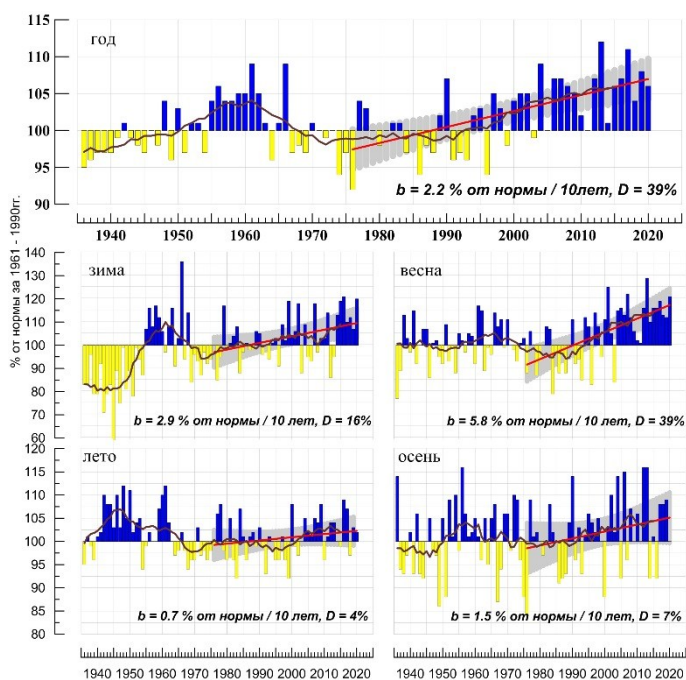 115
год
110
105
100
95
90
b = 2.2 % от нормы / 10лет, D = 39%
1940 1950 1960 1970 1980 1990 2000 2010 2020
% от нормы за 1961 - 1990гг.
140
зима
весна
130
120
110
100
90
80
70
60
b = 2.9 % от нормы / 10 лет, D = 16%
b = 5.8 % от нормы / 10 лет, D = 39%
120
лето
осень
115
110
105
100
95
90
85
80
b = 0.7 % от нормы / 10 лет, D = 4%
b = 1.5 % от нормы / 10 лет, D = 7%
1940 1950 1960 1970 1980 1990 2000 2010 2020
1940 1950 1960 1970 1980 1990 2000 2010 2020